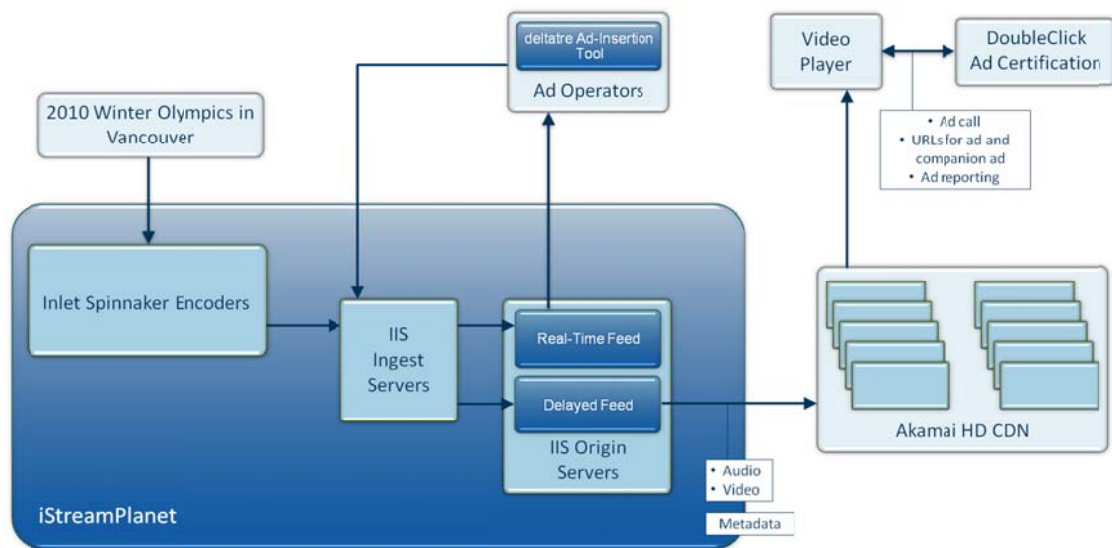 deltatre Ad-Insertion
Tool
Ad Operators
Video
Player
DoubleClick
Ad Certification
2010 Winter Olympics in
Vancouver
• Ad call
• URLs for ad and
companion ad
• Ad reporting
Inlet Spinnaker Encoders
IIS
Ingest
Servers
Real-Time Feed
Delayed Feed
IIS Origin
Servers
Akamai HD CDN
• Audio
• Video
Metadata
iStreamPlanet